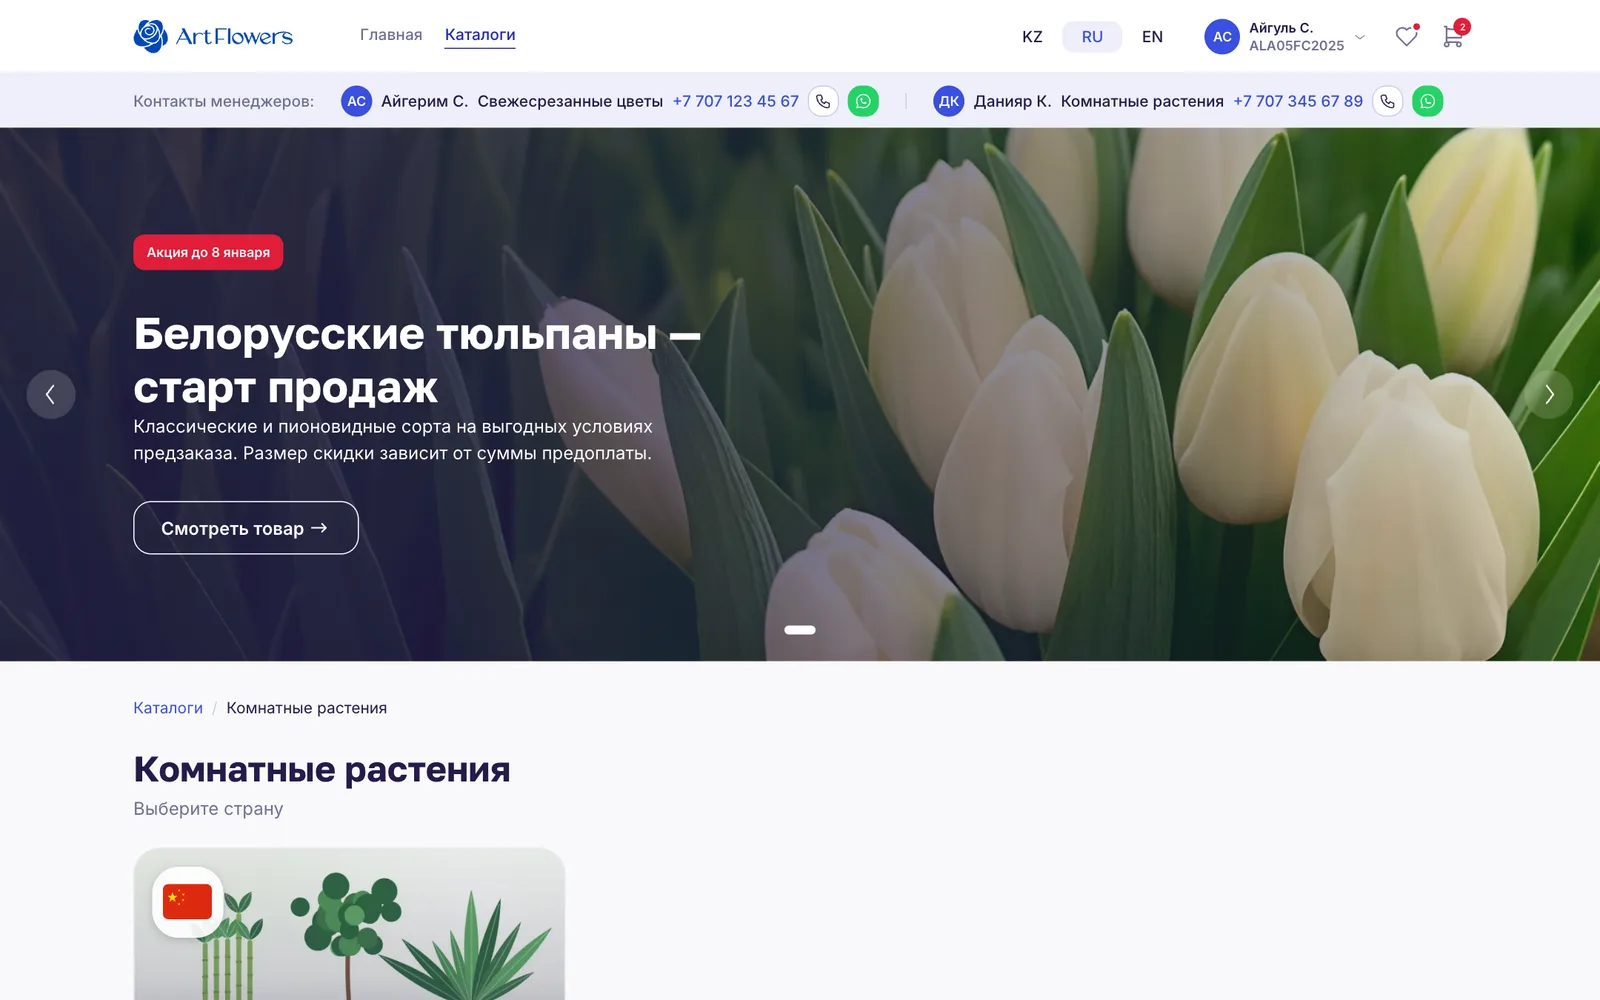 ArtFlowers
Главная
Каталоги
KZ
RU
EN
АС
Айгуль С.
ALA05FC2025
2
Контакты менеджеров:
АС
Айгерим С.
Свежесрезанные цветы
+7 707 123 45 67
ДК
Данияр К.
Комнатные растения
+7 707 345 67 89
Акция до 8 января
Белорусские тюльпаны —
старт продаж
Классические и пионовидные сорта на выгодных условиях
предзаказа. Размер скидки зависит от суммы предоплаты.
Смотреть товар →
Каталоги / Комнатные растения
Комнатные растения
Выберите страну